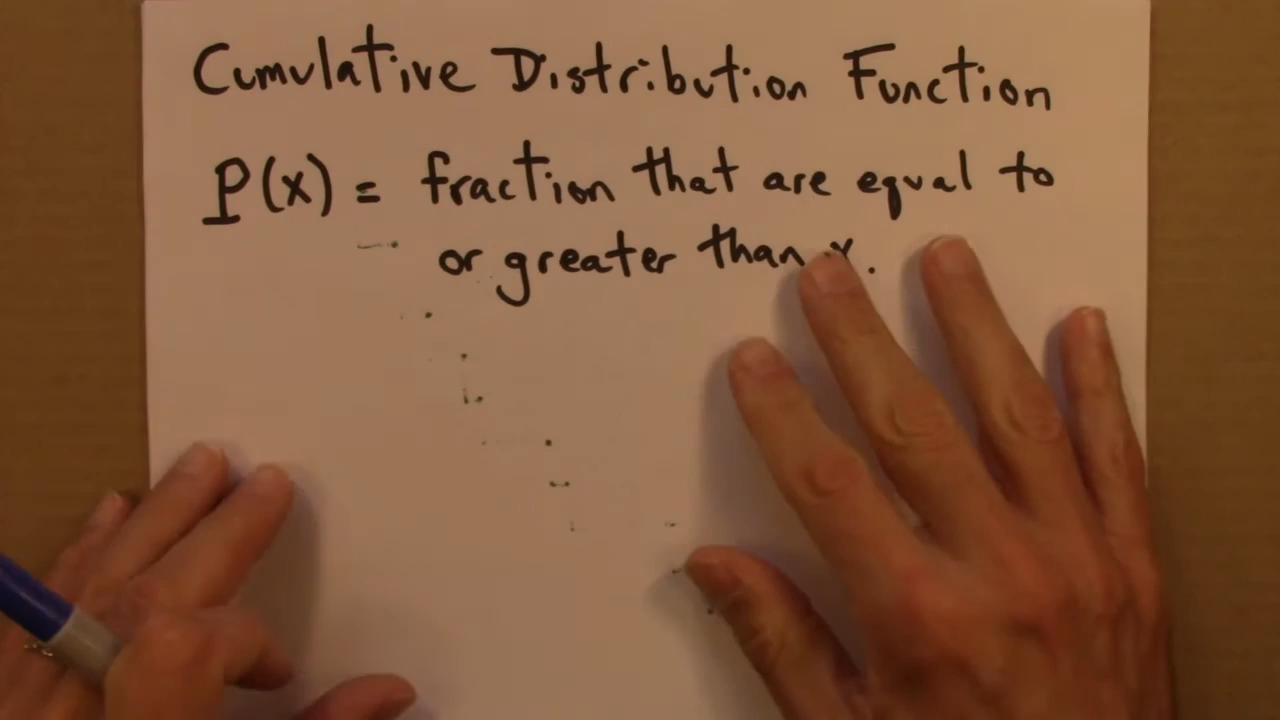 Cumulative Distribution Function
P(x) = fraction that are equal to
or greater than x.